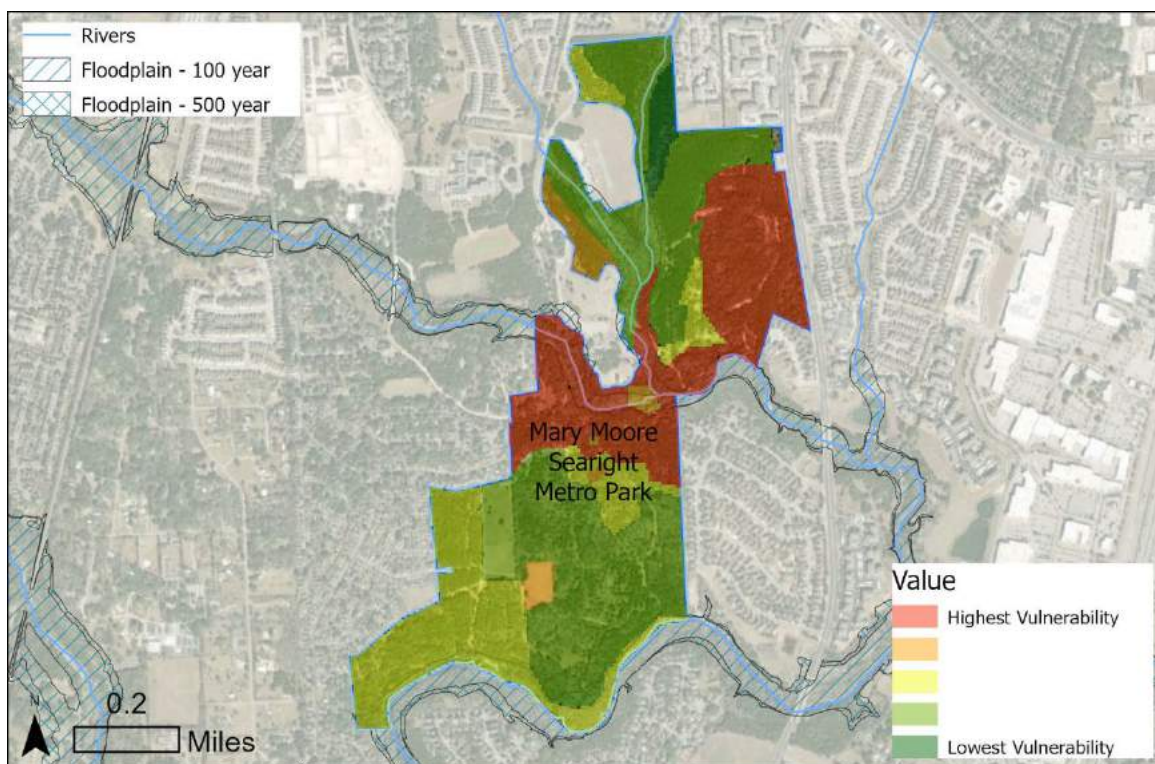 Rivers
Floodplain - 100 year
Floodplain - 500 year
Mary Moore
Searight
Metro Park
Value
Highest Vulnerability
Lowest Vulnerability
N
0.2
Miles